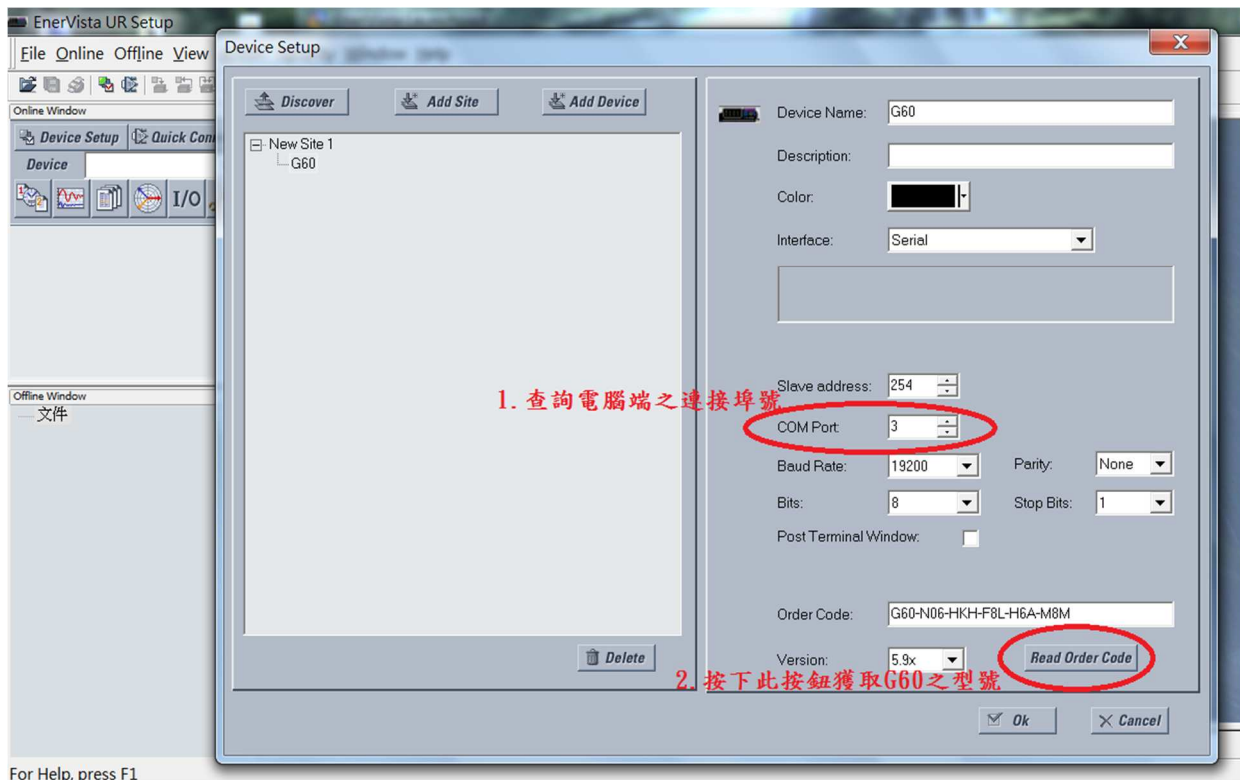 EnerVista UR Setup
File Online Offline View
Window Help
Online Window
Device Setup
Quick
Device
I/O
Offline Window
文件
For Help, press F1
Device Setup
Discover
Add Site
Add Device
New Site 1
G60
Delete
Device Name: G60
Description:
Color:
Interface: Serial
Slave address: 254
1. 查詢電腦端之連接埠號
COM Port: 3
Baud Rate: 19200 Parity: None
Bits: 8 Stop Bits: 1
Post Terminal Window:
Order Code: G60-N06-HKH-F8L-H6A-M8M
Version: 5.9x Read Order Code
2. 按下此按鈕獲取G60之型號
Ok Cancel